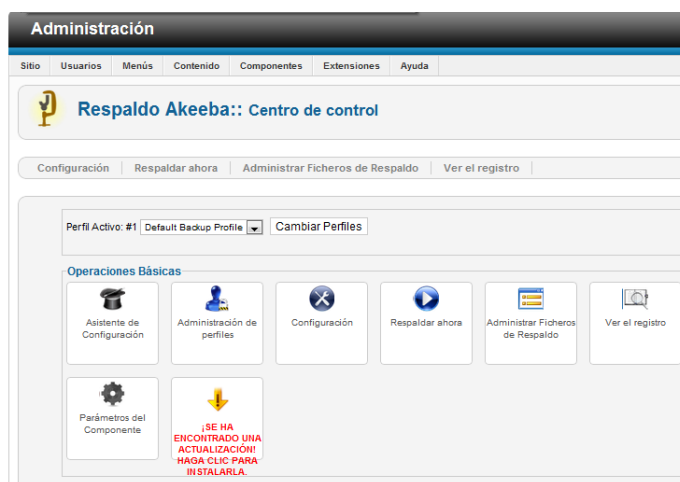 Administración
Sitio Usuarios Menús Contenido Componentes Extensiones Ayuda
Respaldo Akeeba:: Centro de control
Configuración Respaldar ahora Administrar Ficheros de Respaldo Ver el registro
Perfil Activo: #1 Default Backup Profile Cambiar Perfiles
Operaciones Básicas
Asistente de
Configuración
Administración de
perfiles
Configuración
Respaldar ahora
Administrar Ficheros
de Respaldo
Ver el registro
Parámetros del
Componente
¡SE HA
ENCONTRADO UNA
ACTUALIZACIÓN!
HAGA CLIC PARA
INSTALARLA.